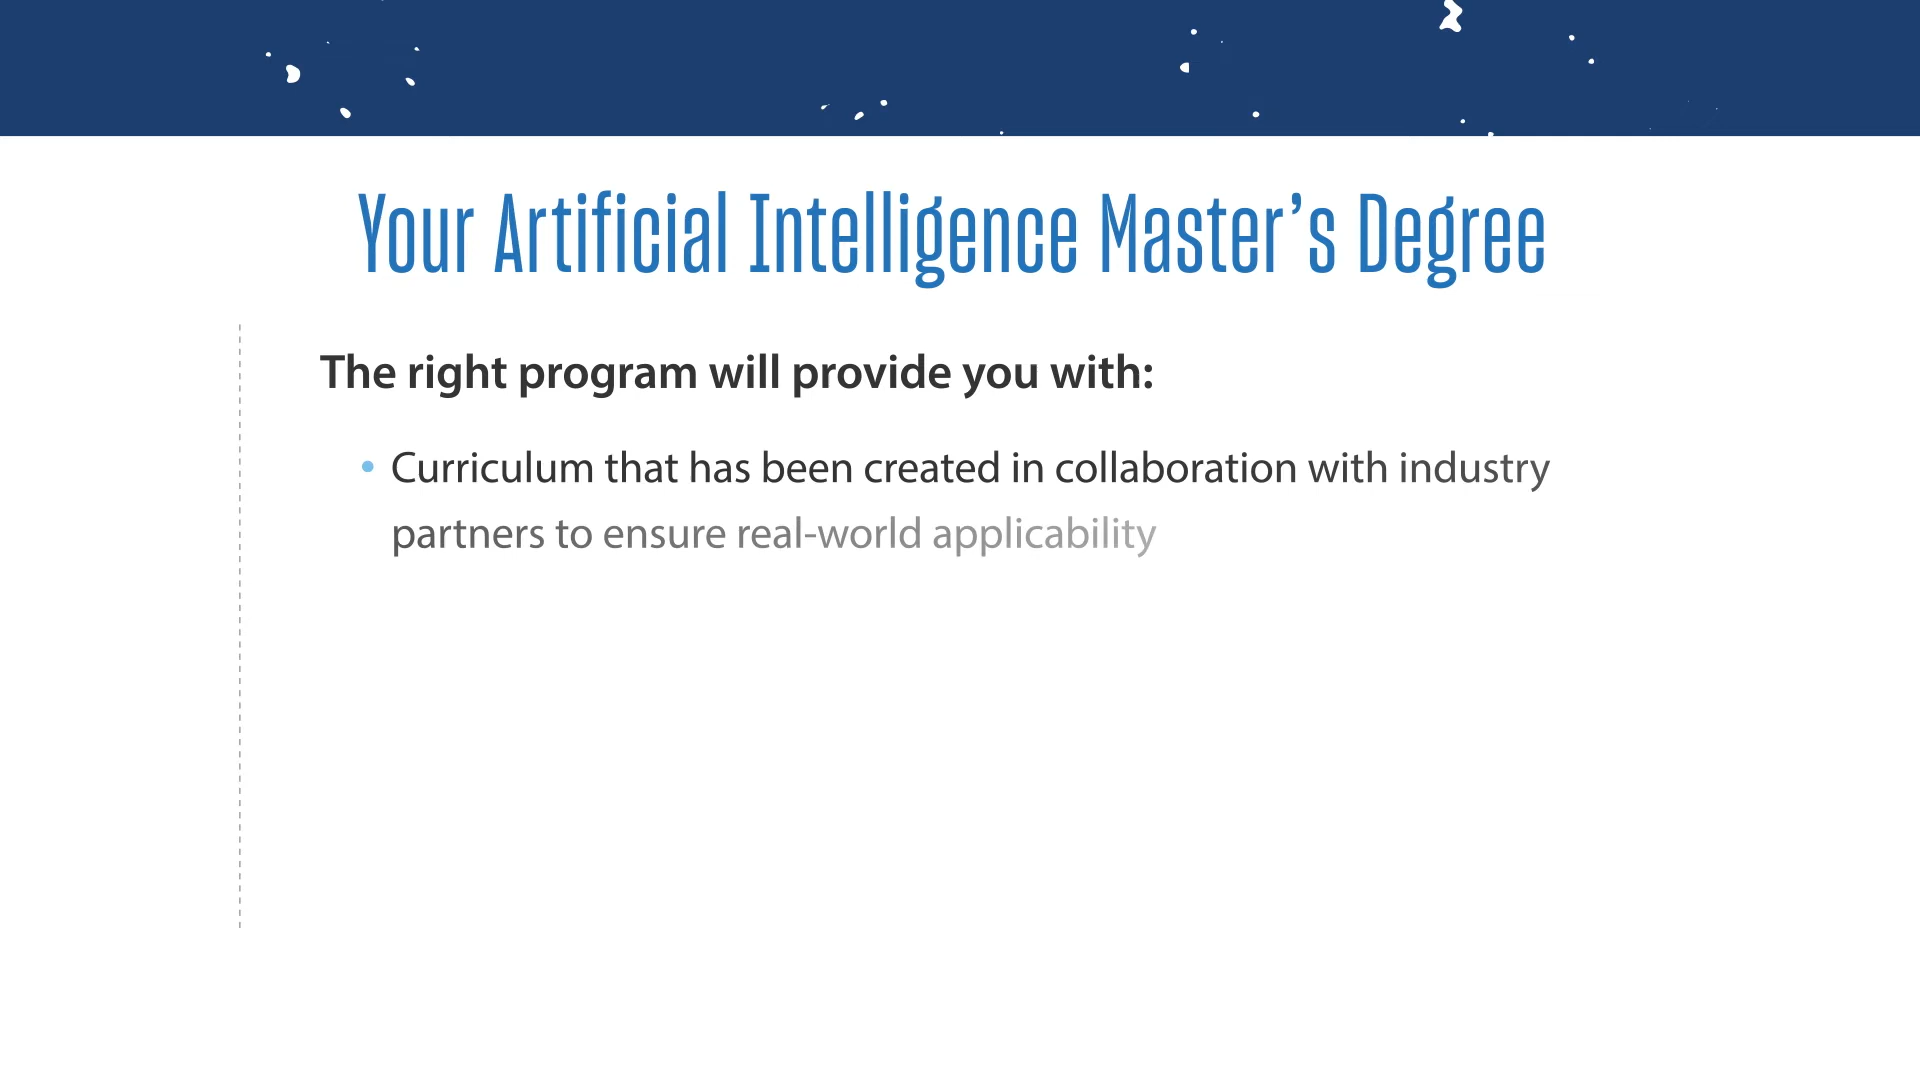 Your Artificial Intelligence Master’s Degree
The right program will provide you with:
• Curriculum that has been created in collaboration with industry
partners to ensure real-world applicability